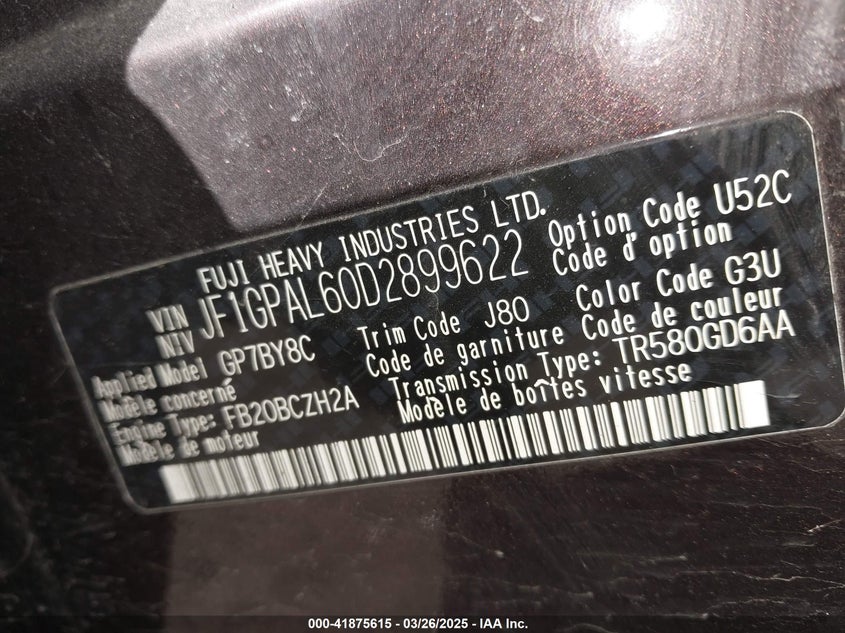 FUJI HEAVY INDUSTRIES LTD.
VIN
NIV
JF1GPAL60D2899622
Option Code U52C
Code d'option
Applied Model GP7BY8C
Modèle concerné
Trim Code J80
Code de garniture
Color Code G3U
Code de couleur
Engine Type: FB20BCZH2A
Modèle de moteur
Transmission Type: TR580GD6AA
Modèle de boîtes vitesse
000-41875615 - 03/26/2025 - IAA Inc.